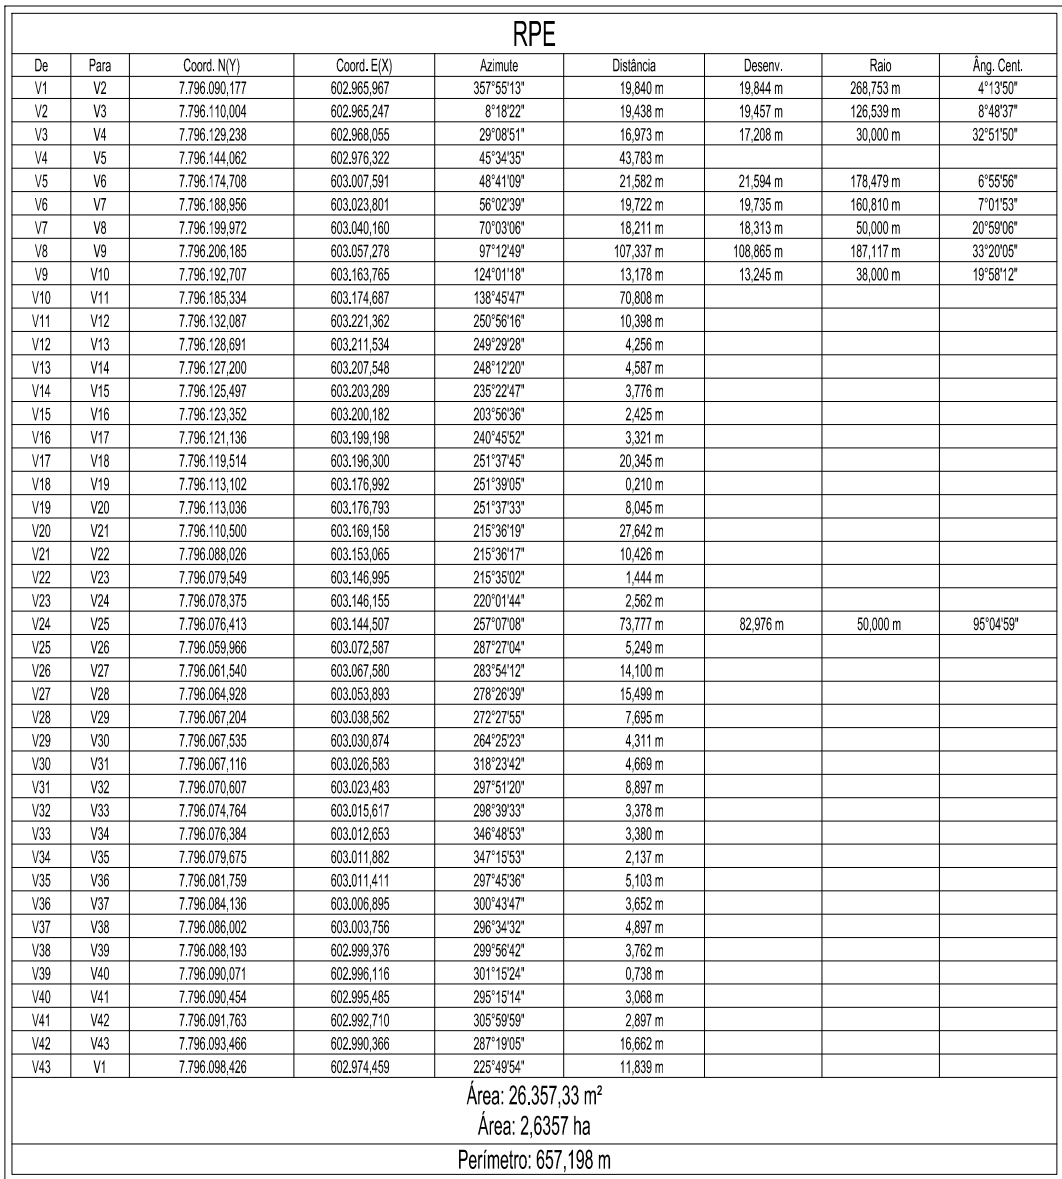 RPE
De Para Coord. N(Y) Coord. E(X) Azimute Distância Desenv. Raio Âng. Cent.
V1 V2 7.796.090,177 602.965,967 357°55'13" 19,840 m 19,844 m 268,753 m 4°13'50"
V2 V3 7.796.110,004 602.965,247 8°18'22" 19,438 m 19,457 m 126,539 m 8°48'37"
V3 V4 7.796.129,238 602.968,055 29°08'51" 16,973 m 17,208 m 30,000 m 32°51'50"
V4 V5 7.796.144,062 602.976,322 45°34'35" 43,783 m
V5 V6 7.796.174,708 603.007,591 48°41'09" 21,582 m 21,594 m 178,479 m 6°55'56"
V6 V7 7.796.188,956 603.023,801 56°02'39" 19,722 m 19,735 m 160,810 m 7°01'53"
V7 V8 7.796.199,972 603.040,160 70°03'06" 18,211 m 18,313 m 50,000 m 20°59'06"
V8 V9 7.796.206,185 603.057,278 97°12'49" 107,337 m 108,865 m 187,117 m 33°20'05"
V9 V10 7.796.192,707 603.163,765 124°01'18" 13,178 m 13,245 m 38,000 m 19°58'12"
V10 V11 7.796.185,334 603.174,687 138°45'47" 70,808 m
V11 V12 7.796.132,087 603.221,362 250°56'16" 10,398 m
V12 V13 7.796.128,691 603.211,534 249°29'28" 4,256 m
V13 V14 7.796.127,200 603.207,548 248°12'20" 4,587 m
V14 V15 7.796.125,497 603.203,289 235°22'47" 3,776 m
V15 V16 7.796.123,352 603.200,182 203°56'36" 2,425 m
V16 V17 7.796.121,136 603.199,198 240°45'52" 3,321 m
V17 V18 7.796.119,514 603.196,300 251°37'45" 20,345 m
V18 V19 7.796.113,102 603.176,992 251°39'05" 0,210 m
V19 V20 7.796.113,036 603.176,793 251°37'33" 8,045 m
V20 V21 7.796.110,500 603.169,158 215°36'19" 27,642 m
V21 V22 7.796.088,026 603.153,065 215°36'17" 10,426 m
V22 V23 7.796.079,549 603.146,995 215°35'02" 1,444 m
V23 V24 7.796.078,375 603.146,155 220°01'44" 2,562 m
V24 V25 7.796.076,413 603.144,507 257°07'08" 73,777 m 82,976 m 50,000 m 95°04'59"
V25 V26 7.796.059,966 603.072,587 287°27'04" 5,249 m
V26 V27 7.796.061,540 603.067,580 283°54'12" 14,100 m
V27 V28 7.796.064,928 603.053,893 278°26'39" 15,499 m
V28 V29 7.796.067,204 603.038,562 272°27'55" 7,695 m
V29 V30 7.796.067,535 603.030,874 264°25'23" 4,311 m
V30 V31 7.796.067,116 603.026,583 318°23'42" 4,669 m
V31 V32 7.796.070,607 603.023,483 297°51'20" 8,897 m
V32 V33 7.796.074,764 603.015,617 298°39'33" 3,378 m
V33 V34 7.796.076,384 603.012,653 346°48'53" 3,380 m
V34 V35 7.796.079,675 603.011,882 347°15'53" 2,137 m
V35 V36 7.796.081,759 603.011,411 297°45'36" 5,103 m
V36 V37 7.796.084,136 603.006,895 300°43'47" 3,652 m
V37 V38 7.796.086,002 603.003,756 296°34'32" 4,897 m
V38 V39 7.796.088,193 602.999,376 299°56'42" 3,762 m
V39 V40 7.796.090,071 602.996,116 301°15'24" 0,738 m
V40 V41 7.796.090,454 602.995,485 295°15'14" 3,068 m
V41 V42 7.796.091,763 602.992,710 305°59'59" 2,897 m
V42 V43 7.796.093,466 602.990,366 287°19'05" 16,662 m
V43 V1 7.796.098,426 602.974,459 225°49'54" 11,839 m
Área: 26.357,33 m²
Área: 2,6357 ha
Perímetro: 657,198 m